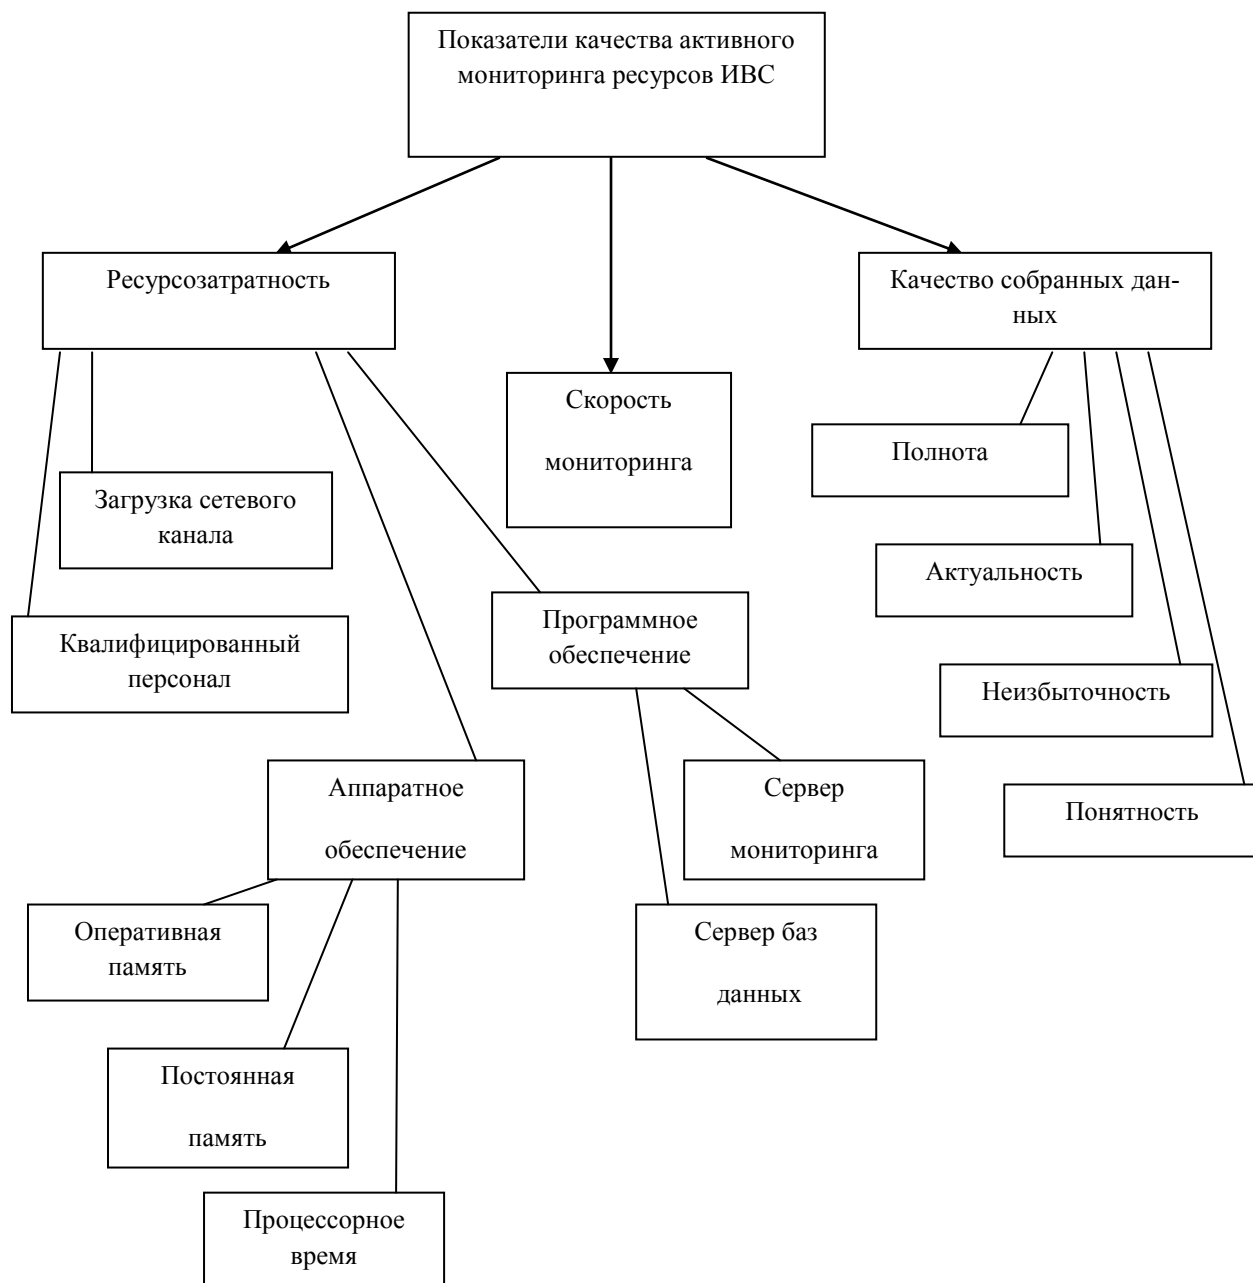 Показатели качества активного
мониторинга ресурсов ИВС
Ресурсозатратность
Качество собранных дан-
ных
Скорость
мониторинга
Полнота
Загрузка сетевого
канала
Актуальность
Программное
обеспечение
Квалифицированный
персонал
Неизбыточность
Аппаратное
обеспечение
Сервер
мониторинга
Понятность
Оперативная
память
Сервер баз
данных
Постоянная
память
Процессорное
время